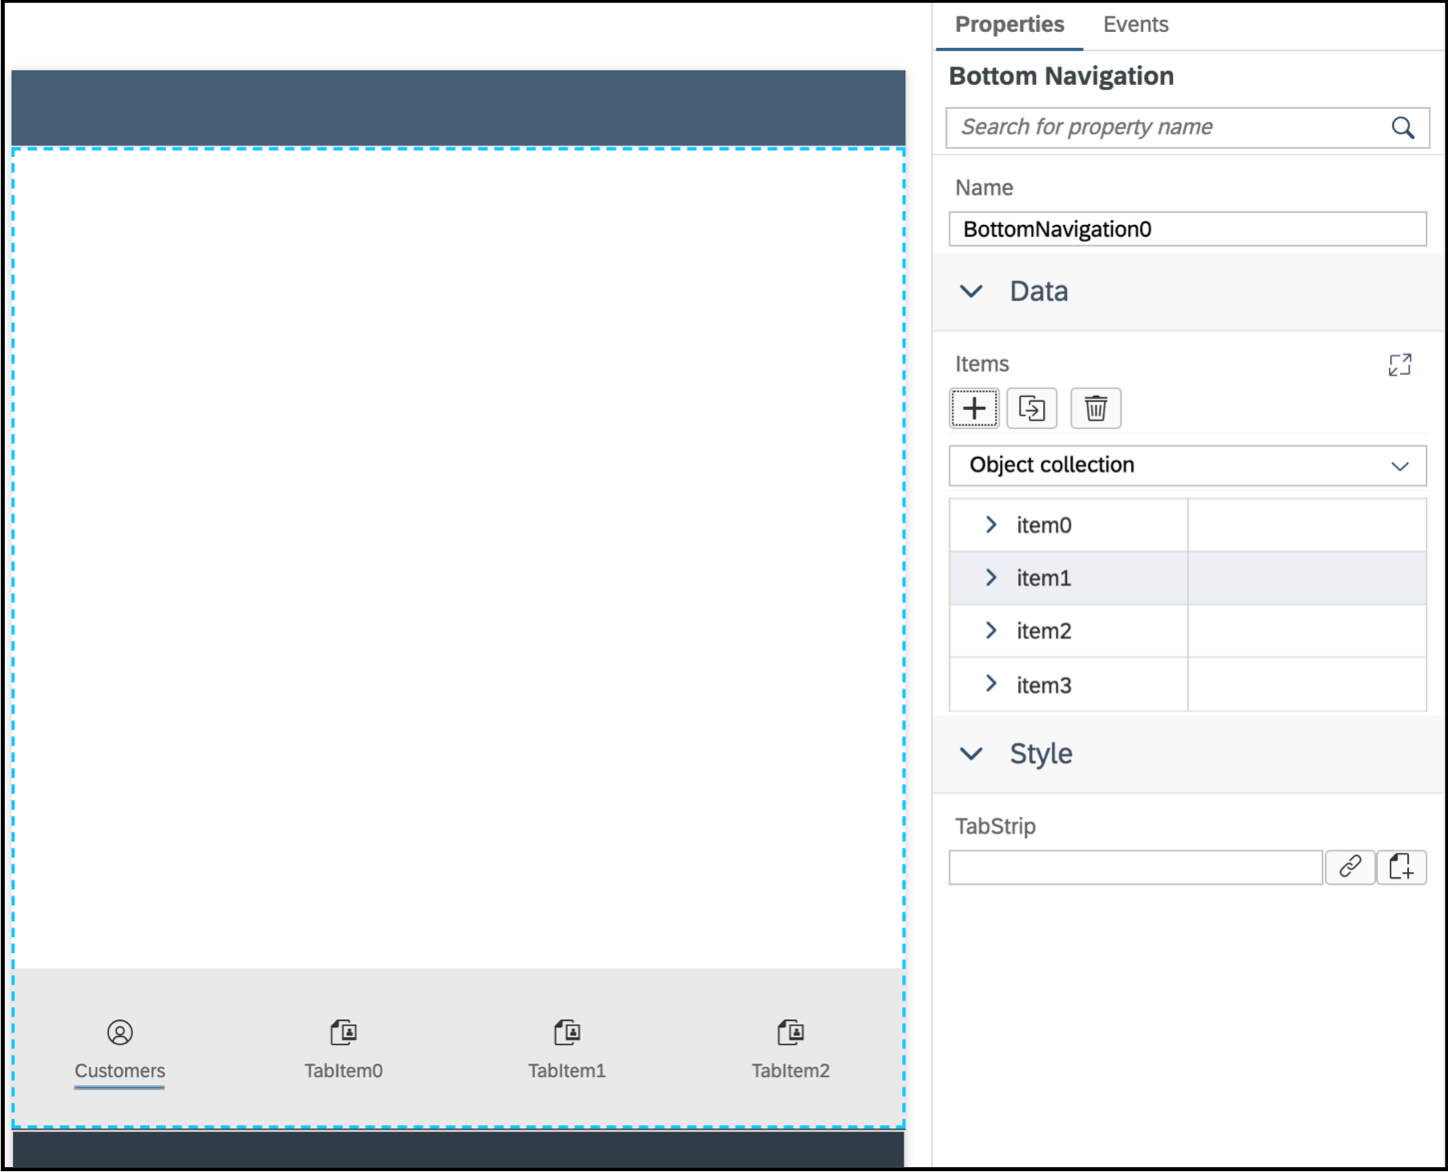 Properties Events
Bottom Navigation
Search for property name
Name
BottomNavigation0
Data
Items
Object collection
item0
item1
item2
item3
Style
TabStrip
Customers TabItem0 TabItem1 TabItem2